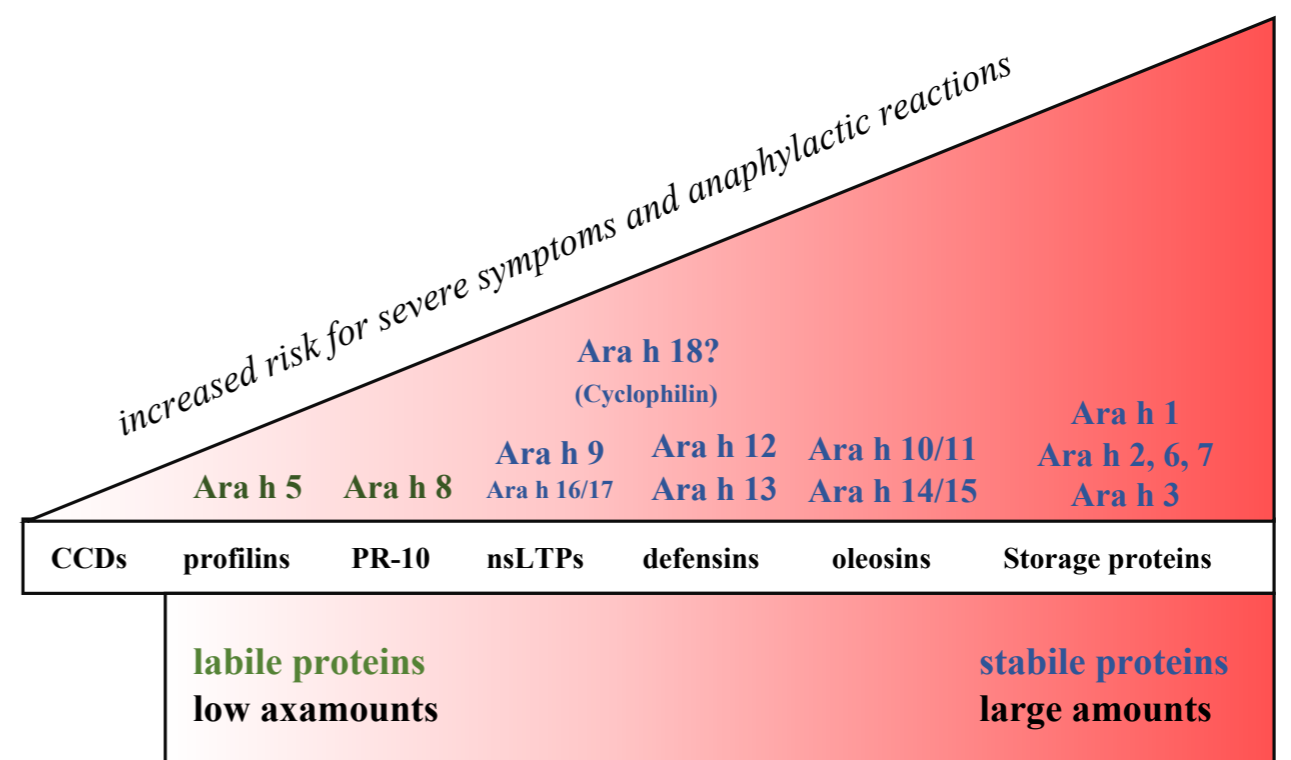 increased risk for severe symptoms and anaphylactic reactions
Ara h 18?
(Cyclophilin)
Ara h 5
Ara h 8
Ara h 9
Ara h 16/17
Ara h 12
Ara h 13
Ara h 10/11
Ara h 14/15
Ara h 1
Ara h 2, 6, 7
Ara h 3
CCDs profilins PR-10 nsLTPs defensins oleosins Storage proteins
labile proteins
low axamounts
stabile proteins
large amounts